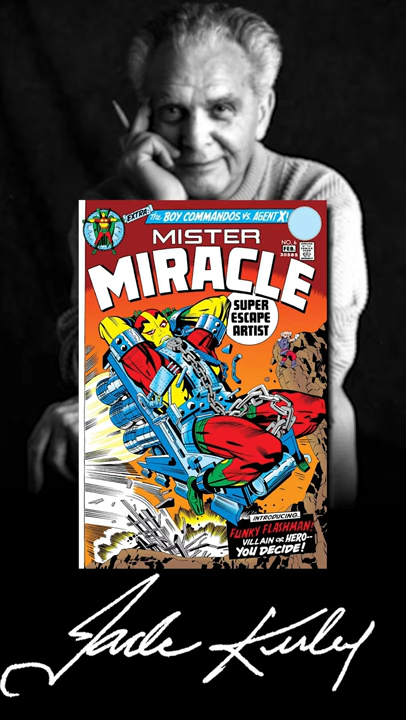 EXTRA! the BOY COMMANDOS VS. AGENT X!
MISTER
MIRACLE
NO. 6
FEB.
30585
SUPER
ESCAPE
ARTIST
INTRODUCING...
FUNKY FLASHMAN!
VILLAIN OR HERO--
YOU DECIDE!
Jack Kirby